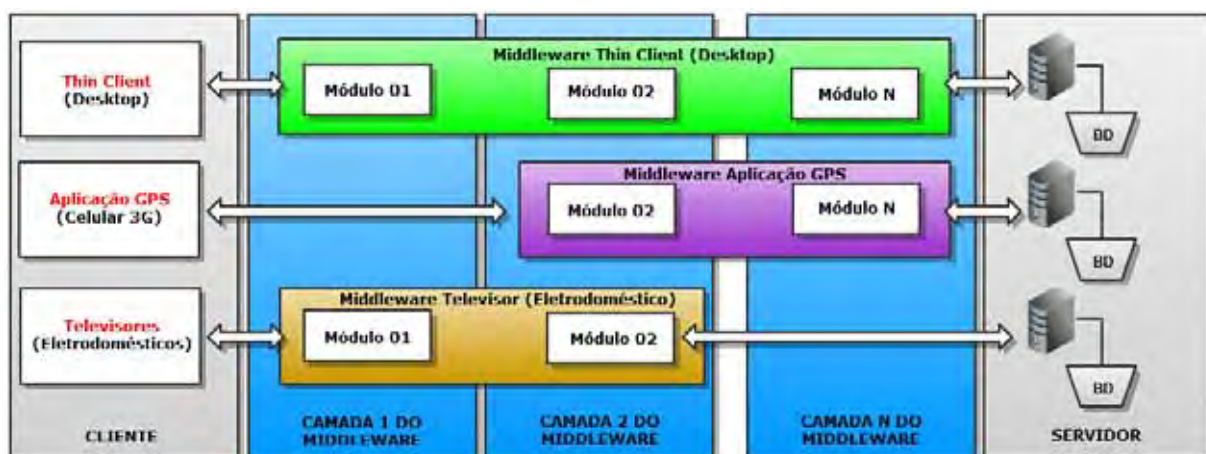 Middleware Thin Client (Desktop)
Thin Client
(Desktop)
Módulo 01
Módulo 02
Módulo N
BD
Middleware Aplicação GPS
Aplicação GPS
(Celular 3G)
Módulo 02
Módulo N
BD
Middleware Televisor (Eletrodoméstico)
Televisores
(Eletrodomésticos)
Módulo 01
Módulo 02
BD
CLIENTE
CAMADA 1 DO
MIDDLEWARE
CAMADA 2 DO
MIDDLEWARE
CAMADA N DO
MIDDLEWARE
SERVIDOR